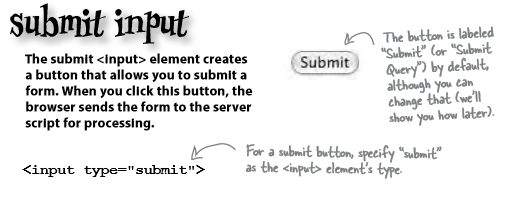 submit input
The submit <input> element creates
a button that allows you to submit a
form. When you click this button, the
browser sends the form to the server
script for processing.
Submit
The button is labeled
"Submit" (or "Submit
Query") by default,
although you can
change that (we'll
show you how later).
<input type="submit">
For a submit button, specify "submit"
as the <input> element's type.